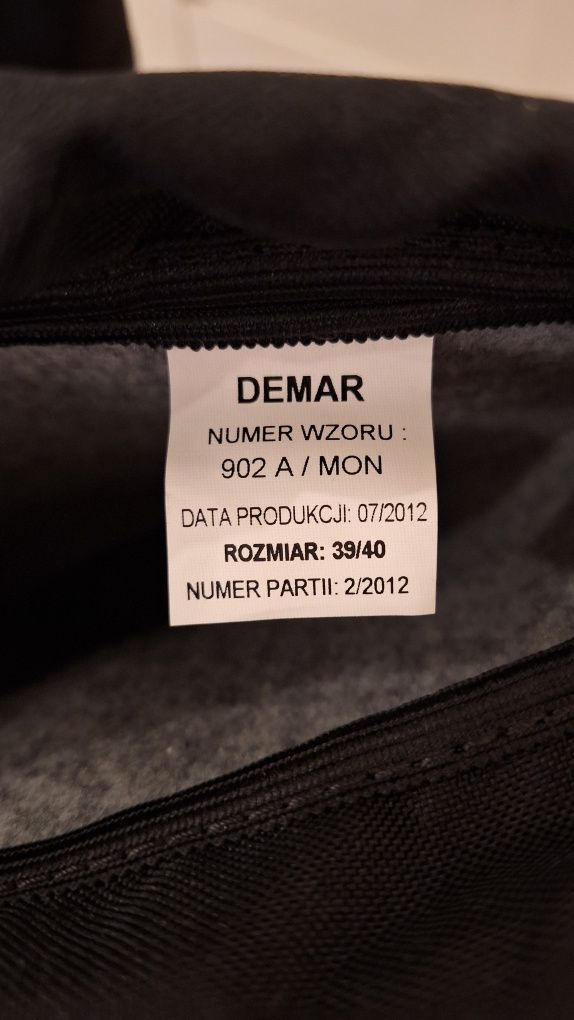 DEMAR
NUMER WZORU :
902 A / MON
DATA PRODUKCJI: 07/2012
ROZMIAR: 39/40
NUMER PARTII: 2/2012